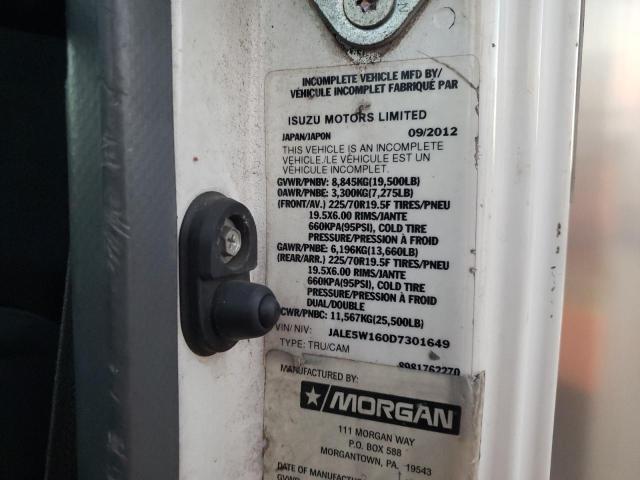 INCOMPLETE VEHICLE MFD BY/
VÉHICULE INCOMPLET FABRIQUÉ PAR
ISUZU MOTORS LIMITED
JAPAN/JAPON 09/2012
THIS VEHICLE IS AN INCOMPLETE
VEHICLE./LE VÉHICULE EST UN
VÉHICULE INCOMPLET.
GVWR/PNBV: 8,845KG(19,500LB)
GAWR/PNBE: 3,300KG(7,275LB)
(FRONT/AV.) 225/70R19.5F TIRES/PNEU
19.5X6.00 RIMS/JANTE
660KPA(95PSI), COLD TIRE
PRESSURE/PRESSION À FROID
GAWR/PNBE: 6,196KG(13,660LB)
(REAR/ARR.) 225/70R19.5F TIRES/PNEU
19.5X6.00 RIMS/JANTE
660KPA(95PSI), COLD TIRE
PRESSURE/PRESSION À FROID
DUAL/DOUBLE
CWR/PNBC: 11,567KG(25,500LB)
VIN/NIV: JALE5W160D7301649
TYPE: TRU/CAM
8981762270
MANUFACTURED BY:
MORGAN
111 MORGAN WAY
P.O. BOX 588
MORGANTOWN, PA. 19543
DATE OF MANUFACTURE